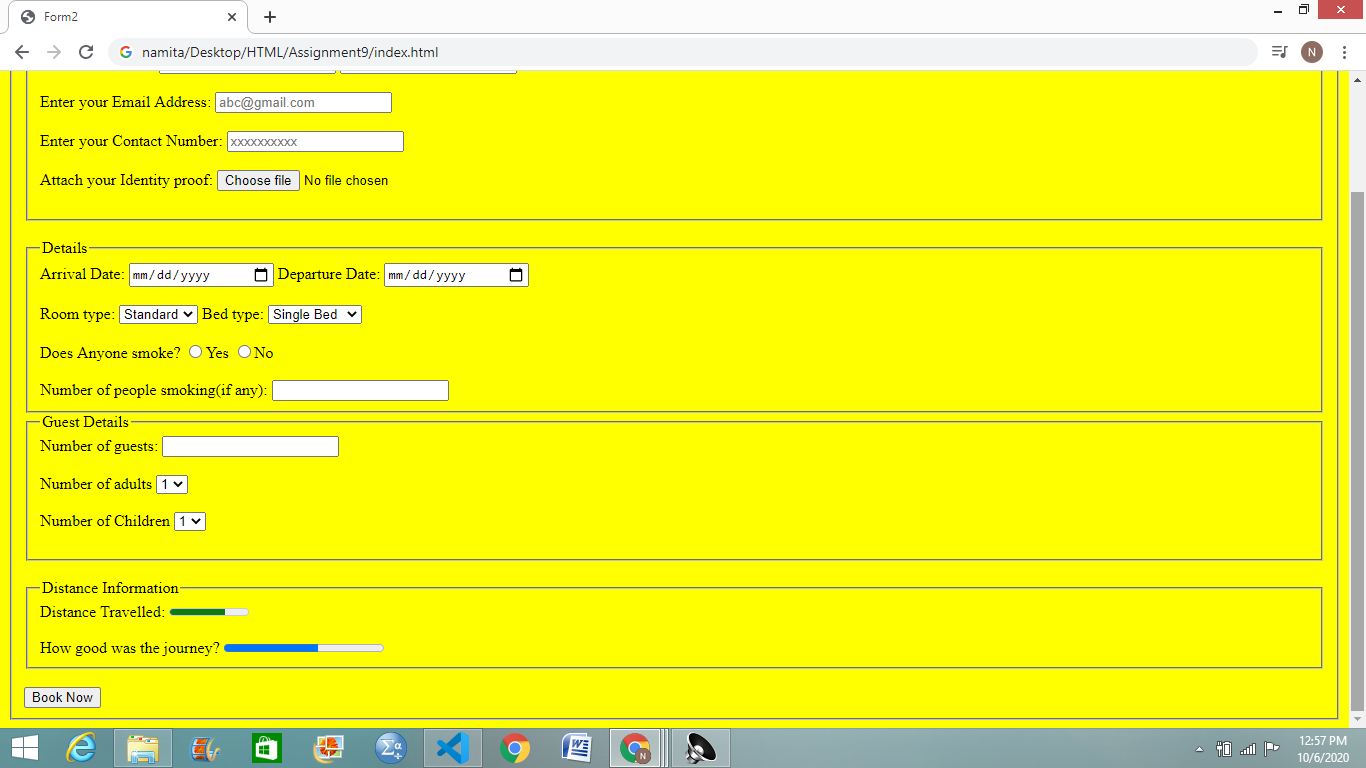 Form2
namita/Desktop/HTML/Assignment9/index.html
N
Enter your Email Address: abc@gmail.com
Enter your Contact Number: xxxxxxxxxx
Attach your Identity proof: Choose file No file chosen
Details
Arrival Date: mm/dd/yyyy Departure Date: mm/dd/yyyy
Room type: Standard Bed type: Single Bed
Does Anyone smoke? Yes No
Number of people smoking(if any):
Guest Details
Number of guests:
Number of adults 1
Number of Children 1
Distance Information
Distance Travelled:
How good was the journey?
Book Now
12:57 PM
10/6/2020